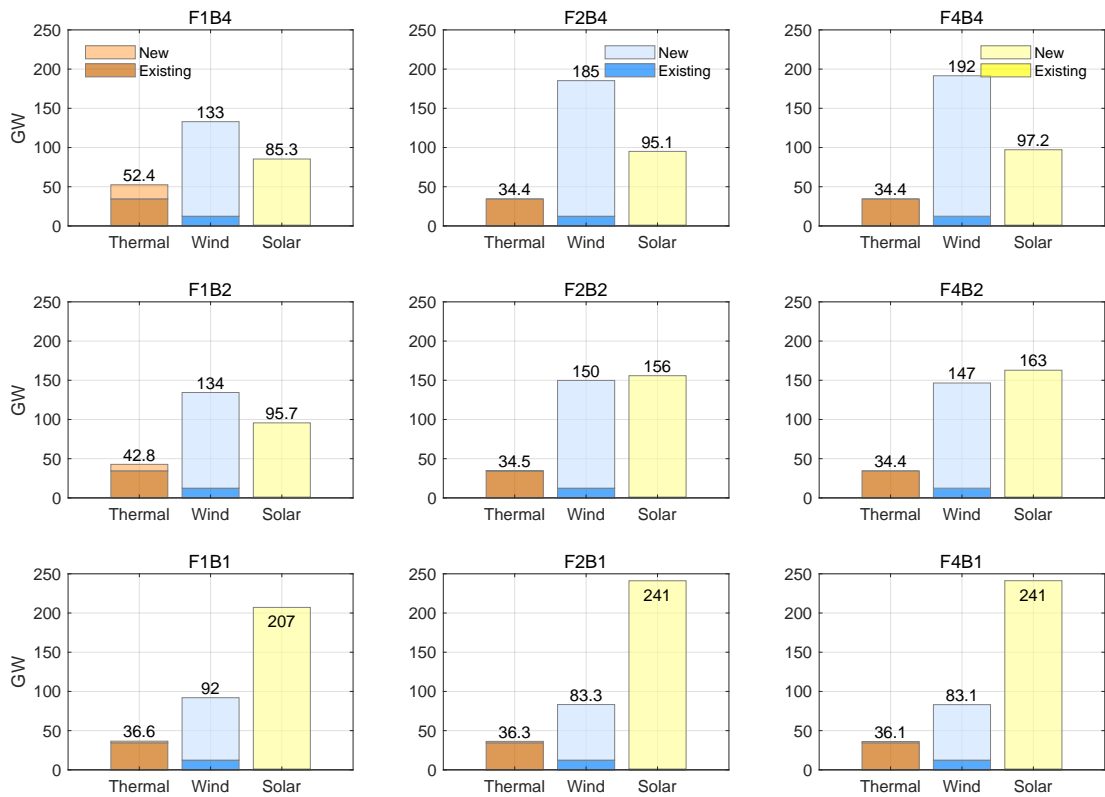 F1B4
F2B4
F4B4
GW
250
200
150
100
50
0
New
Existing
52.4
133
85.3
Thermal
Wind
Solar
250
200
150
100
50
0
New
Existing
34.4
185
95.1
Thermal
Wind
Solar
250
200
150
100
50
0
New
Existing
34.4
192
97.2
Thermal
Wind
Solar
F1B2
F2B2
F4B2
GW
250
200
150
100
50
0
42.8
134
95.7
Thermal
Wind
Solar
250
200
150
100
50
0
34.5
150
156
Thermal
Wind
Solar
250
200
150
100
50
0
34.4
147
163
Thermal
Wind
Solar
F1B1
F2B1
F4B1
GW
250
200
150
100
50
0
36.6
92
207
Thermal
Wind
Solar
250
200
150
100
50
0
36.3
83.3
241
Thermal
Wind
Solar
250
200
150
100
50
0
36.1
83.1
241
Thermal
Wind
Solar